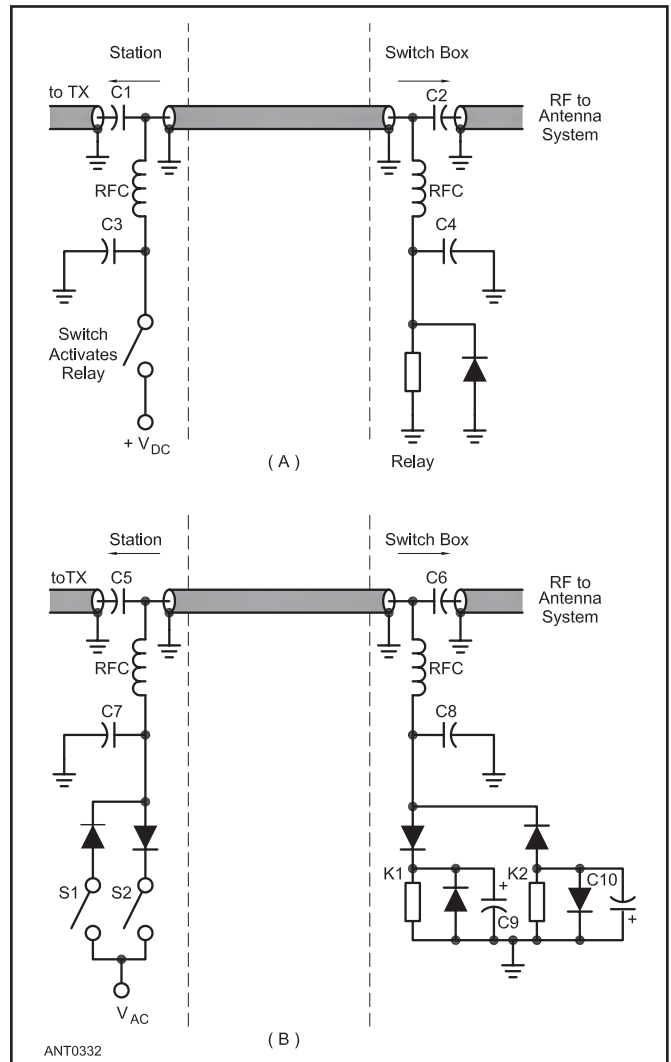 Station
Switch Box
to TX
C1
C2
RF to
Antenna
System
RFC
RFC
C3
C4
Switch
Activates
Relay
+ VDC
( A )
Relay
Station
Switch Box
toTX
C5
C6
RF to
Antenna
System
RFC
RFC
C7
C8
S1
S2
K1
+
C9
K2
C10
+
VAC
( B )
ANT0332